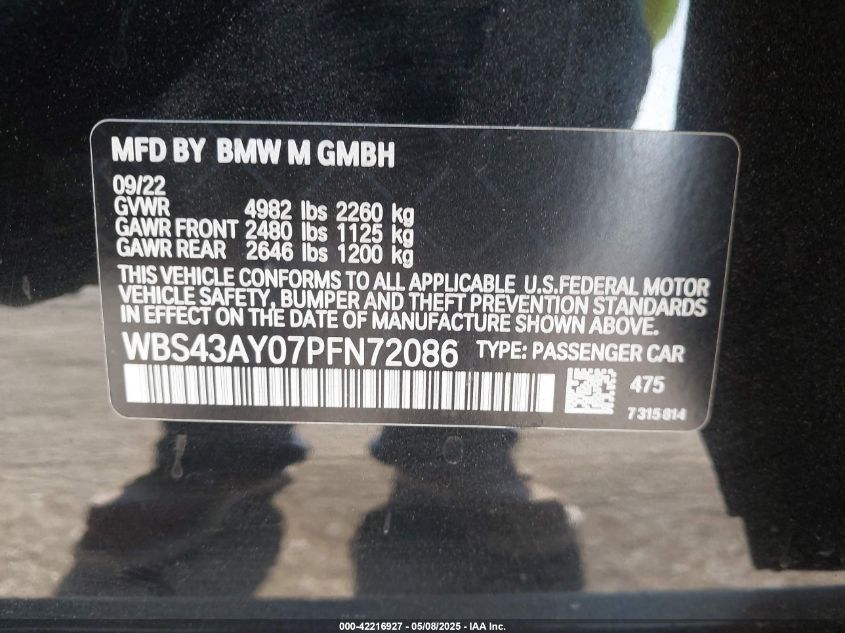 MFD BY BMW M GMBH
09/22
GVWR 4982 lbs 2260 kg
GAWR FRONT 2480 lbs 1125 kg
GAWR REAR 2646 lbs 1200 kg
THIS VEHICLE CONFORMS TO ALL APPLICABLE U.S.FEDERAL MOTOR
VEHICLE SAFETY, BUMPER AND THEFT PREVENTION STANDARDS
IN EFFECT ON THE DATE OF MANUFACTURE SHOWN ABOVE.
WBS43AY07PFN72086 TYPE: PASSENGER CAR
475
7315814
000-42216927 - 05/08/2025 - IAA Inc.